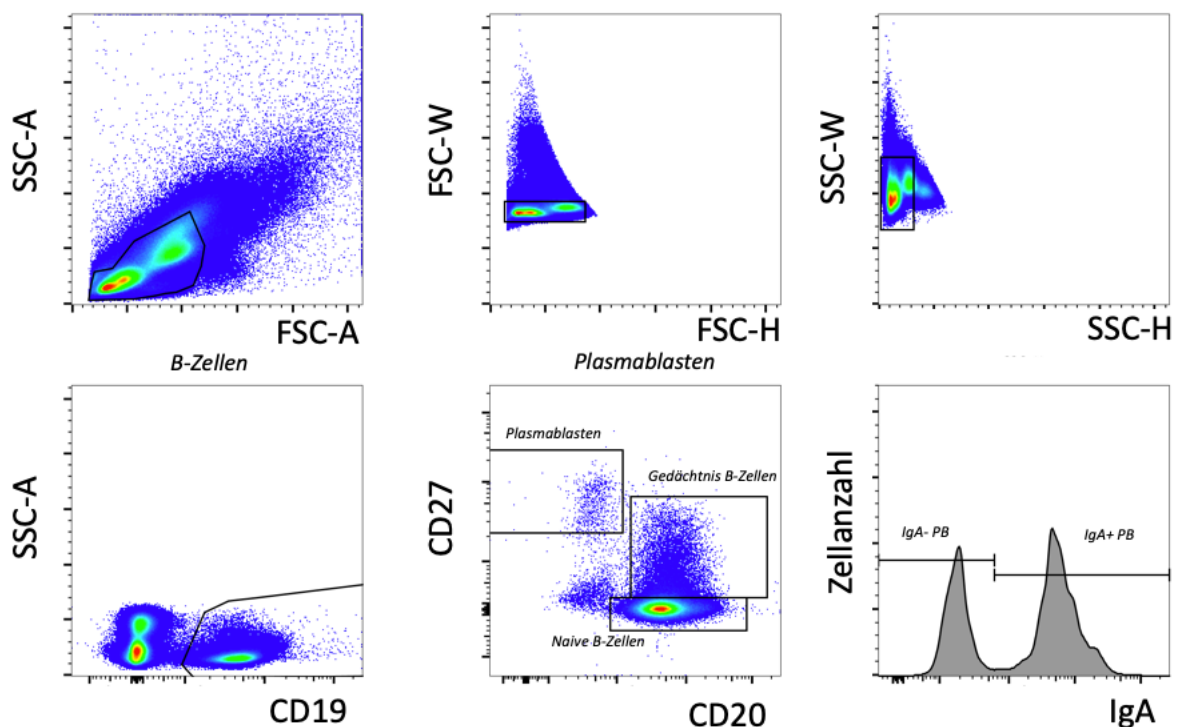 SSC-A
FSC-A
FSC-W
FSC-H
SSC-W
SSC-H
B-Zellen
SSC-A
CD19
Plasmablasten
Plasmablasten
Gedächtnis B-Zellen
Naive B-Zellen
CD27
CD20
Zellanzahl
IgA- PB
IgA+ PB
IgA